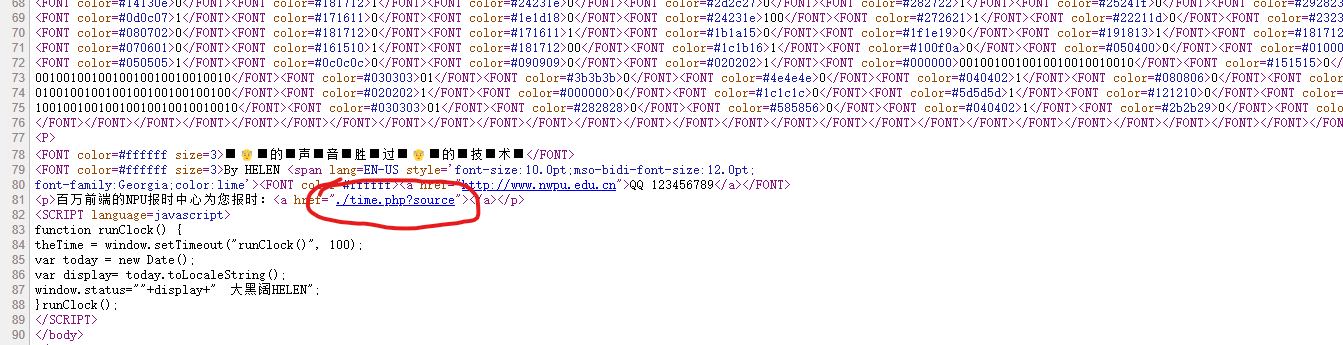 68 <FONT color=#14130e>0</FONT><FONT color=#181712>1</FONT><FONT color=#24231e>0</FONT><FONT color=#2d2c27>0</FONT><FONT color=#282722>1</FONT><FONT color=#25241f>0</FONT><FONT color=#292823
69 <FONT color=#0d0c07>1</FONT><FONT color=#171611>0</FONT><FONT color=#1e1d18>0</FONT><FONT color=#24231e>100</FONT><FONT color=#272621>1</FONT><FONT color=#22211d>0</FONT><FONT color=#2323
70 <FONT color=#080702>0</FONT><FONT color=#181712>0</FONT><FONT color=#171611>1</FONT><FONT color=#1b1a15>0</FONT><FONT color=#1f1e19>0</FONT><FONT color=#191813>1</FONT><FONT color=#181712
71 <FONT color=#070601>0</FONT><FONT color=#161510>1</FONT><FONT color=#181712>00</FONT><FONT color=#1c1b16>1</FONT><FONT color=#100f0a>0</FONT><FONT color=#050400>0</FONT><FONT color=#01000
72 <FONT color=#050505>1</FONT><FONT color=#0c0c0c>0</FONT><FONT color=#090909>0</FONT><FONT color=#020202>1</FONT><FONT color=#000000>001001001001001001001001 0010</FONT><FONT color=#151515>0</FONT>
73 0010010010010010010010010010</FONT><FONT color=#030303>01</FONT><FONT color=#3b3b3b>0</FONT><FONT color=#4e4e4e>0</FONT><FONT color=#040402>1</FONT><FONT color=#080806>0</FONT>
74 0100100100100100100100100100</FONT><FONT color=#020202>1</FONT><FONT color=#000000>0</FONT><FONT color=#1c1c1c>0</FONT><FONT color=#5d5d5d>1</FONT><FONT color=#121210>0</FONT>
75 1001001001001001001001001 0010</FONT><FONT color=#030303>01</FONT><FONT color=#282828>0</FONT><FONT color=#585856>0</FONT><FONT color=#040402>1</FONT><FONT color=#2b2b29>0</FONT>
76 </FONT></FONT></FONT></FONT></FONT></FONT></FONT></FONT></FONT></FONT></FONT></FONT></FONT></FONT></FONT></FONT></FONT></FONT></FONT></FONT></FONT></FONT></FONT></FONT></FONT>
77 <P>
78 <FONT color=#ffffff size=3>■👴■的■声■音■胜■过■👴■的■技■术■</FONT>
79 <FONT color=#ffffff size=3>By HELEN <span lang=EN-US style='font-size:10.0pt;mso-bidi-font-size:12.0pt;
80 font-family:Georgia;color:lime'><FONT color=#ffffff><a href="http://www.nwpu.edu.cn">QQ 123456789</a></FONT>
81 <p>百万前端的NPU报时中心为您报时：<a href="./time.php?source"></a></p>
82 <SCRIPT language=javascript>
83 function runClock() {
84 theTime = window.setTimeout("runClock()", 100);
85 var today = new Date();
86 var display= today.toLocaleString();
87 window.status=""+display+"  大黑阔HELEN";
88 }runClock();
89 </SCRIPT>
90 </body>